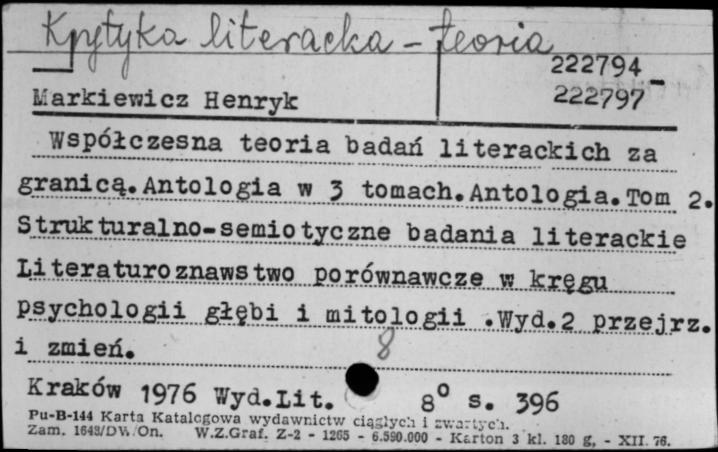 Krytyka literacka - teoria
222794-
Markiewicz Henryk 222797
Współczesna teoria badań literackich za
granicą.Antologia w 3 tomach.Antologia.Tom 2.
Strukturalno-semiotyczne badania literackie
Literaturoznawstwo porównawcze w kręgu
psychologii głębi i mitologii .Wyd.2 przejrz.
i zmień. 8
Kraków 1976 Wyd.Lit. 8° s. 396
Pu-B-144 Karta Katalogowa wydawnictw ciągłych i zwartych.
Zam. 1648/DW/On. W.Z.Graf. Z-2 - 1265 - 6.590.000 - Karton 3 kl. 180 g, - XII. 76.